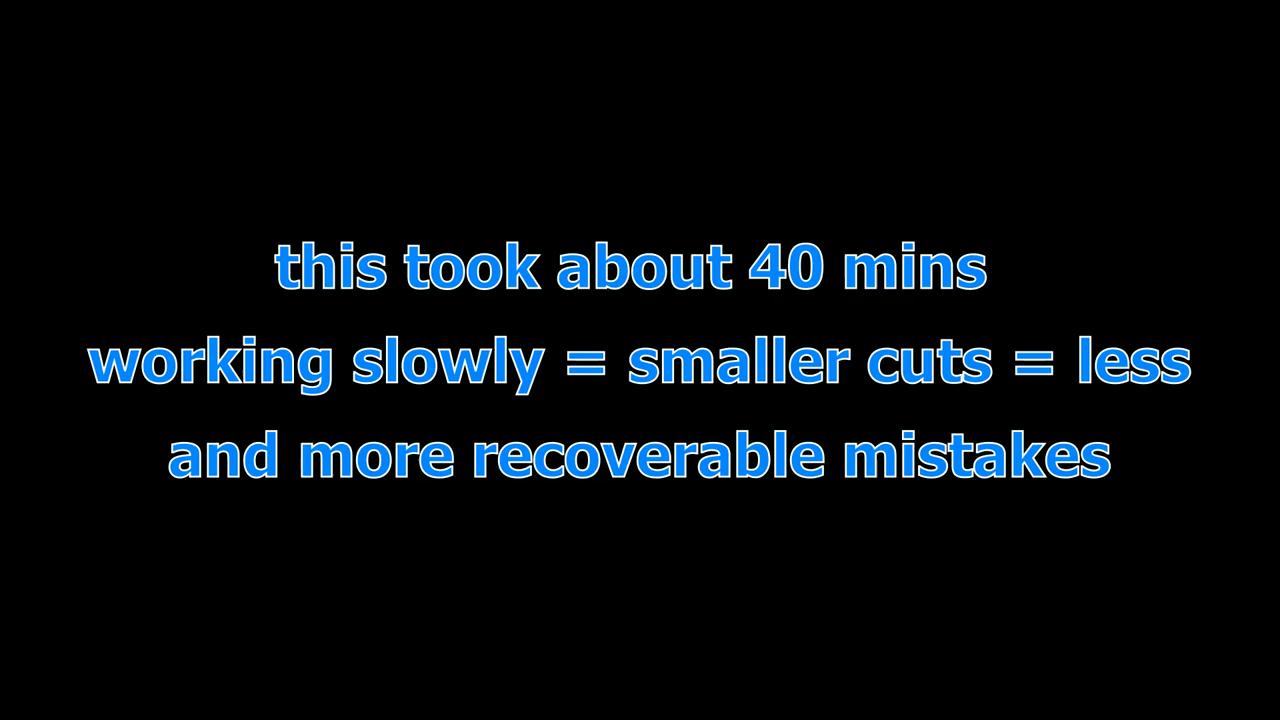 this took about 40 mins
working slowly = smaller cuts = less
and more recoverable mistakes